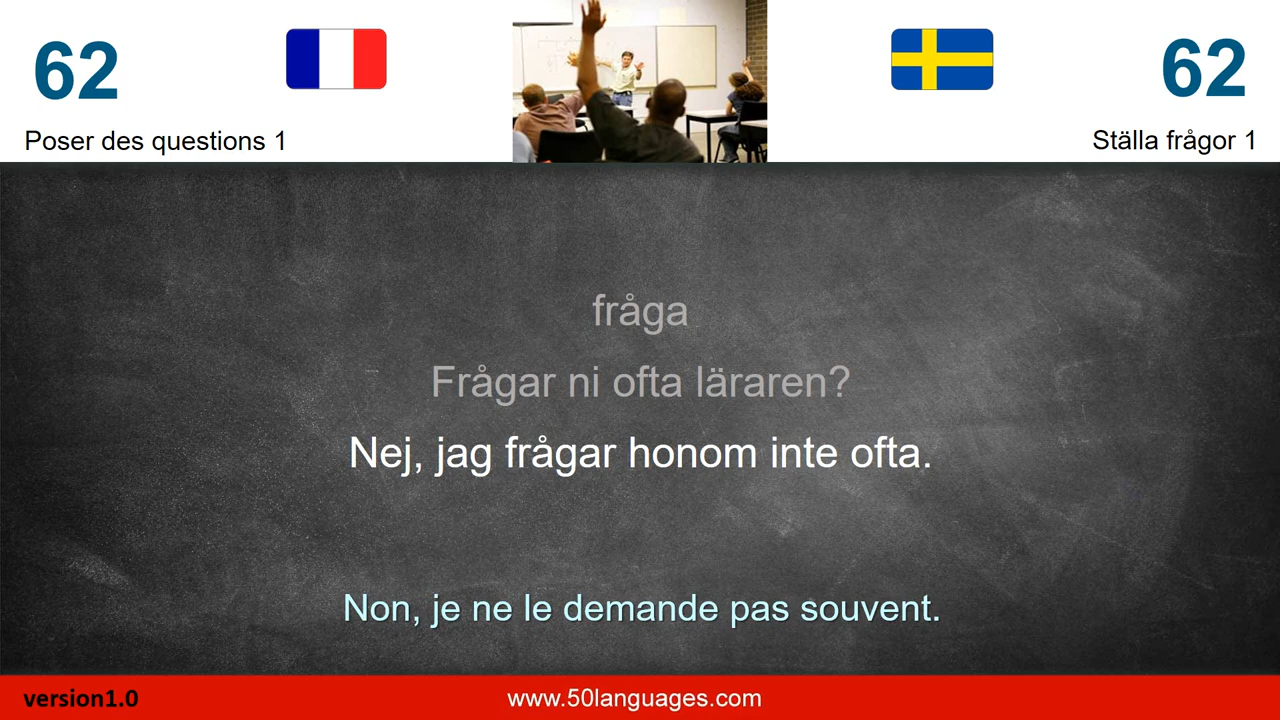 62
62
Poser des questions 1
Ställa frågor 1
fråga
Frågar ni ofta läraren?
Nej, jag frågar honom inte ofta.
Non, je ne le demande pas souvent.
version1.0
www.50languages.com